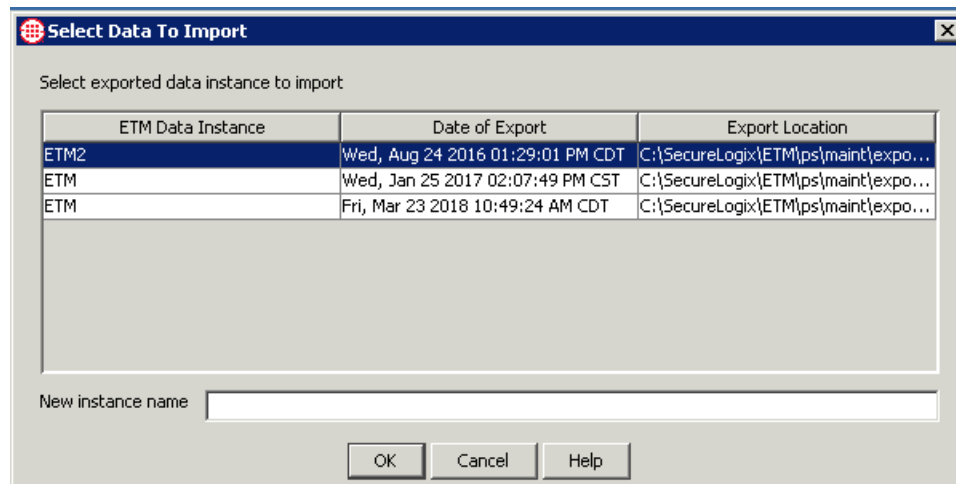 Select Data To Import
Select exported data instance to import
ETM Data Instance Date of Export Export Location
ETM2 Wed, Aug 24 2016 01:29:01 PM CDT C:\SecureLogix\ETM\ps\maint\expo...
ETM Wed, Jan 25 2017 02:07:49 PM CST C:\SecureLogix\ETM\ps\maint\expo...
ETM Fri, Mar 23 2018 10:49:24 AM CDT C:\SecureLogix\ETM\ps\maint\expo...
New instance name
OK Cancel Help